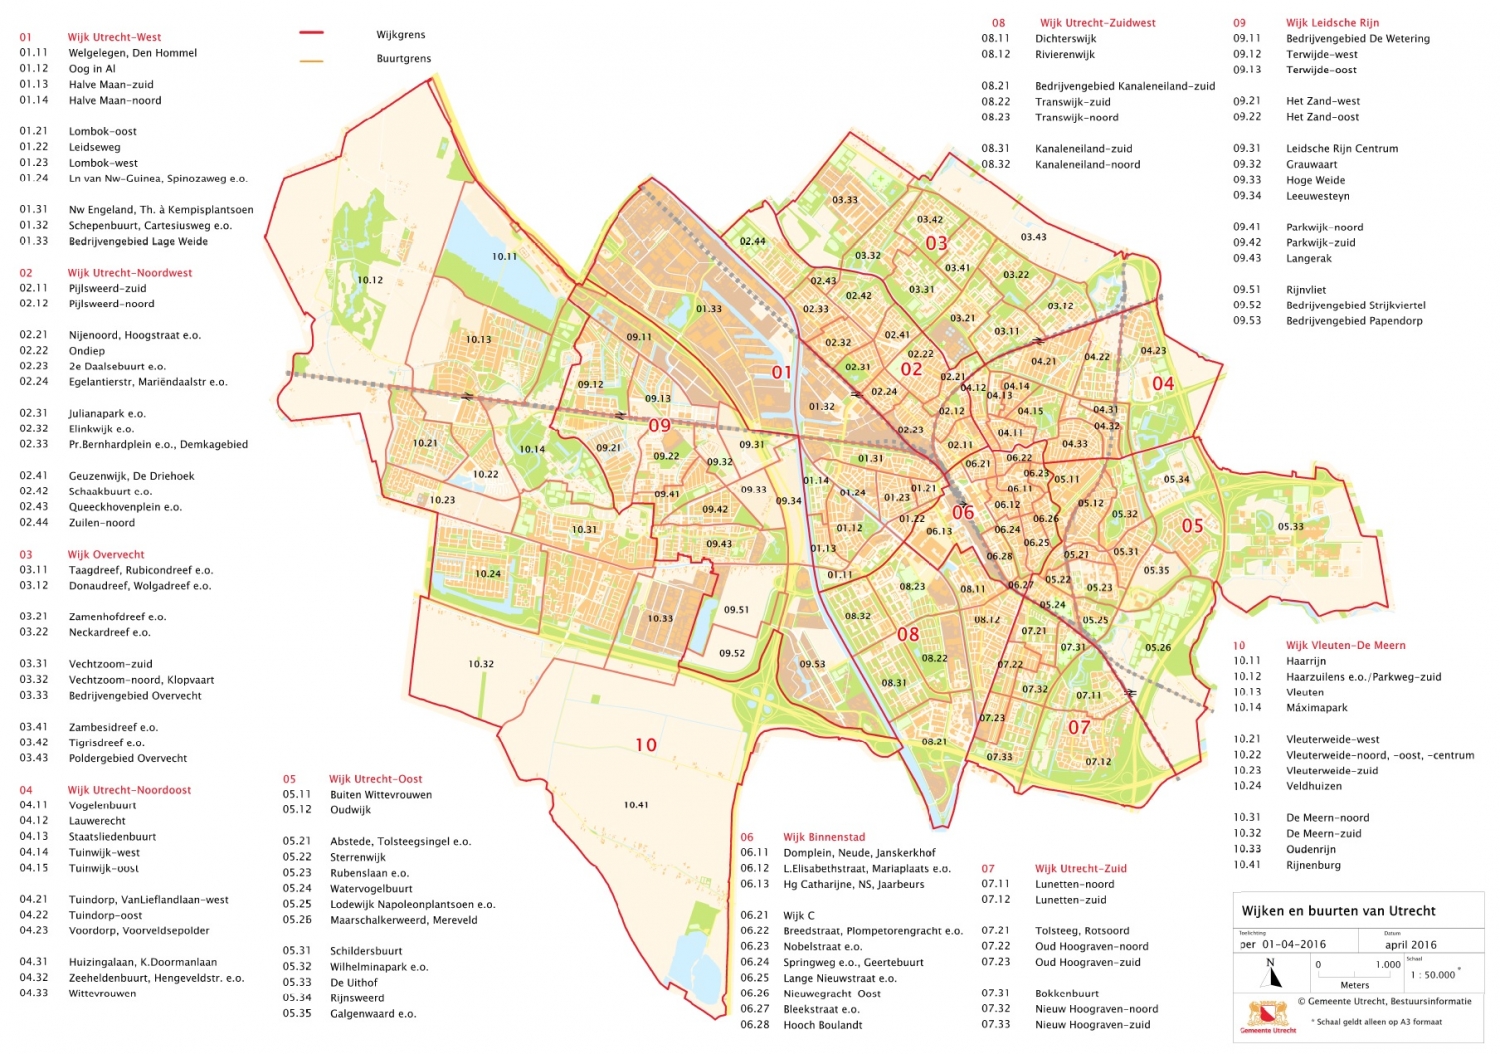 01 Wijk Utrecht-West
01.11 Welgelegen, Den Hommel
01.12 Oog in Al
01.13 Halve Maan-zuid
01.14 Halve Maan-noord
01.21 Lombok-oost
01.22 Leidseweg
01.23 Lombok-west
01.24 Ln van Nw-Guinea, Spinozaweg e.o.
01.31 Nw Engeland, Th. à Kempisplantsoen
01.32 Schepenbuurt, Cartesiusweg e.o.
01.33 Bedrijvengebied Lage Weide
02 Wijk Utrecht-Noordwest
02.11 Pijlsweerd-zuid
02.12 Pijlsweerd-noord
02.21 Nijenoord, Hoogstraat e.o.
02.22 Ondiep
02.23 2e Daalsebuurt e.o.
02.24 Egelantierstr, Mariëndaalstr e.o.
02.31 Julianapark e.o.
02.32 Elinkwijk e.o.
02.33 Pr.Bernhardplein e.o., Demkagebied
02.41 Geuzenwijk, De Driehoek
02.42 Schaakbuurt e.o.
02.43 Queeckhovenplein e.o.
02.44 Zuilen-noord
03 Wijk Overvecht
03.11 Taagdreef, Rubicondreef e.o.
03.12 Donaudreef, Wolgadreef e.o.
03.21 Zamenhofdreef e.o.
03.22 Neckardreef e.o.
03.31 Vechtzoom-zuid
03.32 Vechtzoom-noord, Klopvaart
03.33 Bedrijvengebied Overvecht
03.41 Zambesidreef e.o.
03.42 Tigrisdreef e.o.
03.43 Poldergebied Overvecht
04 Wijk Utrecht-Noordoost
04.11 Vogelenbuurt
04.12 Lauwerecht
04.13 Staatsliedenbuurt
04.14 Tuinwijk-west
04.15 Tuinwijk-oost
04.21 Tuindorp, VanLieflandlaan-west
04.22 Tuindorp-oost
04.23 Voordorp, Voorveldsepolder
04.31 Huizingalaan, K.Doormanlaan
04.32 Zeeheldenbuurt, Hengeveldstr. e.o.
04.33 Wittevrouwen
Wijkgrens
Buurtgrens
05 Wijk Utrecht-Oost
05.11 Buiten Wittevrouwen
05.12 Oudwijk
05.21 Abstede, Tolsteegsingel e.o.
05.22 Sterrenwijk
05.23 Rubenslaan e.o.
05.24 Watervogelbuurt
05.25 Lodewijk Napoleonplantsoen e.o.
05.26 Maarschalkerweerd, Mereveld
05.31 Schildersbuurt
05.32 Wilhelminapark e.o.
05.33 De Uithof
05.34 Rijnsweerd
05.35 Galgenwaard e.o.
06 Wijk Binnenstad
06.11 Domplein, Neude, Janskerkhof
06.12 L.Elisabethstraat, Mariaplaats e.o.
06.13 Hg Catharijne, NS, Jaarbeurs
06.21 Wijk C
06.22 Breedstraat, Plompetorengracht e.o.
06.23 Nobelstraat e.o.
06.24 Springweg e.o., Geertebuurt
06.25 Lange Nieuwstraat e.o.
06.26 Nieuwegracht-Oost
06.27 Bleekstraat e.o.
06.28 Hooch Boulandt
07 Wijk Utrecht-Zuid
07.11 Lunetten-noord
07.12 Lunetten-zuid
07.21 Tolsteeg, Rotsoord
07.22 Oud Hoograven-noord
07.23 Oud Hoograven-zuid
07.31 Bokkenbuurt
07.32 Nieuw Hoograven-noord
07.33 Nieuw Hoograven-zuid
08 Wijk Utrecht-Zuidwest
08.11 Dichterswijk
08.12 Rivierenwijk
08.21 Bedrijvengebied Kanaleneiland-zuid
08.22 Transwijk-zuid
08.23 Transwijk-noord
08.31 Kanaleneiland-zuid
08.32 Kanaleneiland-noord
09 Wijk Leidsche Rijn
09.11 Bedrijvengebied De Wetering
09.12 Terwijde-west
09.13 Terwijde-oost
09.21 Het Zand-west
09.22 Het Zand-oost
09.31 Leidsche Rijn Centrum
09.32 Grauwaart
09.33 Hoge Weide
09.34 Leeuwesteyn
09.41 Parkwijk-noord
09.42 Parkwijk-zuid
09.43 Langerak
09.51 Rijnvliet
09.52 Bedrijvengebied Strijkviertel
09.53 Bedrijvengebied Papendorp
10 Wijk Vleuten-De Meern
10.11 Haarrijn
10.12 Haarzuilens e.o./Parkweg-zuid
10.13 Vleuten
10.14 Máximapark
10.21 Vleuterweide-west
10.22 Vleuterweide-noord, -oost, -centrum
10.23 Vleuterweide-zuid
10.24 Veldhuizen
10.31 De Meern-noord
10.32 De Meern-zuid
10.33 Oudenrijn
10.41 Rijnenburg
03.33
03.42
03.43
02.44
03
03.32
10.11
03.41
03.22
10.12
02.43
03.31
02.42
03.12
01.33
02.33
03.21
03.11
09.11
02.41
10.13
02.32
02.22
04.23
04.22
04.21
02.31
02
01
02.21
04
09.12
04.12
04.14
02.24
04.13
09.13
01.32
02.12
04.15
04.31
09
02.23
04.32
04.11
10.21
09.31
02.11
04.33
09.21
10.14
09.22
01.31
06.22
09.32
06.21
10.22
06.23
01.14
05.11
05.34
01.21
09.33
06.11
09.41
01.24
01.23
10.23
09.34
06.12
05.12
09.42
06
05.32
01.22
06.26
05
05.33
10.31
01.12
06.13
06.24
09.43
06.25
01.13
05.31
06.28
05.21
10.24
05.35
01.11
05.22
08.23
06.27
05.23
08.11
05.24
09.51
08.32
10.33
08.12
05.25
07.21
08
07.31
05.26
09.52
08.22
10.32
09.53
07.22
08.31
07.32
07.11
07.23
07
10
08.21
07.33
07.12
10.41
Wijken en buurten van Utrecht
Toelichting
Datum
per 01-04-2016
april 2016
N
0 1.000
Meters
Schaal
1 : 50.000 *
© Gemeente Utrecht, Bestuursinformatie
* Schaal geldt alleen op A3 formaat
Gemeente Utrecht